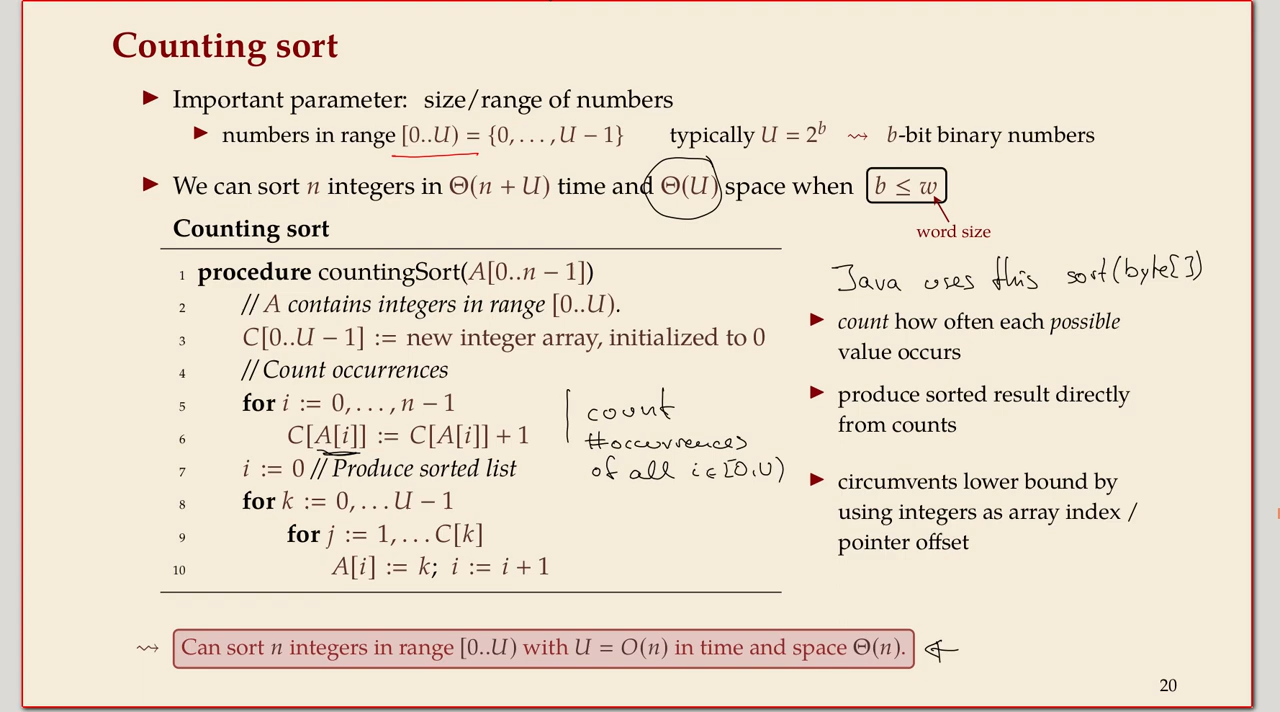 Counting sort
▶ Important parameter: size/range of numbers
▶ numbers in range [0..U) = {0, . . . , U − 1} typically U = 2^b ⇝ b-bit binary numbers
▶ We can sort n integers in Θ(n + U) time and Θ(U) space when b ≤ w
word size
Counting sort
1 procedure countingSort(A[0..n − 1])
2 // A contains integers in range [0..U).
3 C[0..U − 1] := new integer array, initialized to 0
4 // Count occurrences
5 for i := 0, . . . , n − 1
6 C[A[i]] := C[A[i]] + 1
7 i := 0 // Produce sorted list
8 for k := 0, . . . U − 1
9 for j := 1, . . . C[k]
10 A[i] := k; i := i + 1
count
#occurrences
of all i ∈ [0,U)
Java uses this sort(byte[])
▶ count how often each possible
value occurs
▶ produce sorted result directly
from counts
▶ circumvents lower bound by
using integers as array index /
pointer offset
⇝ Can sort n integers in range [0..U) with U = O(n) in time and space Θ(n).
20